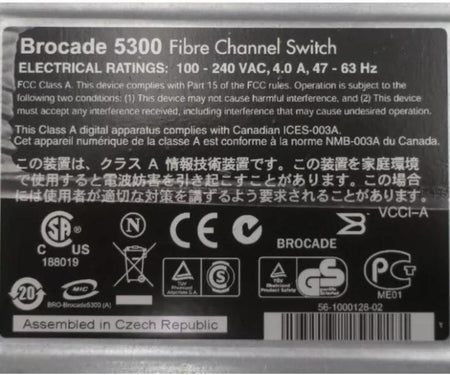 Brocade 5300 Fibre Channel Switch
ELECTRICAL RATINGS: 100 - 240 VAC, 4.0 A, 47 - 63 Hz
FCC Class A. This device complies with Part 15 of the FCC rules. Operation is subject to the
following two conditions: (1) This device may not cause harmful interference, and (2) This device
must accept any interference received, including interference that may cause undesired operation.
This Class A digital apparatus complies with Canadian ICES-003A.
Cet appareil numérique de la classe A est conforme à la norme NMB-003A du Canada.
この装置は、クラス A 情報技術装置です。この装置を家庭環境
で使用すると電波妨害を引き起こすことがあります。この場合
には使用者が適切な対策を講ずるよう要求されることがあります。
VCCI-A
SA
C US
188019
N
CE
BROCADE
TÜV
S
TÜV
GS
PC
ME01
20
MIC
BRO-Brocade5300 (A)
56-1000128-02
Assembled in Czech Republic